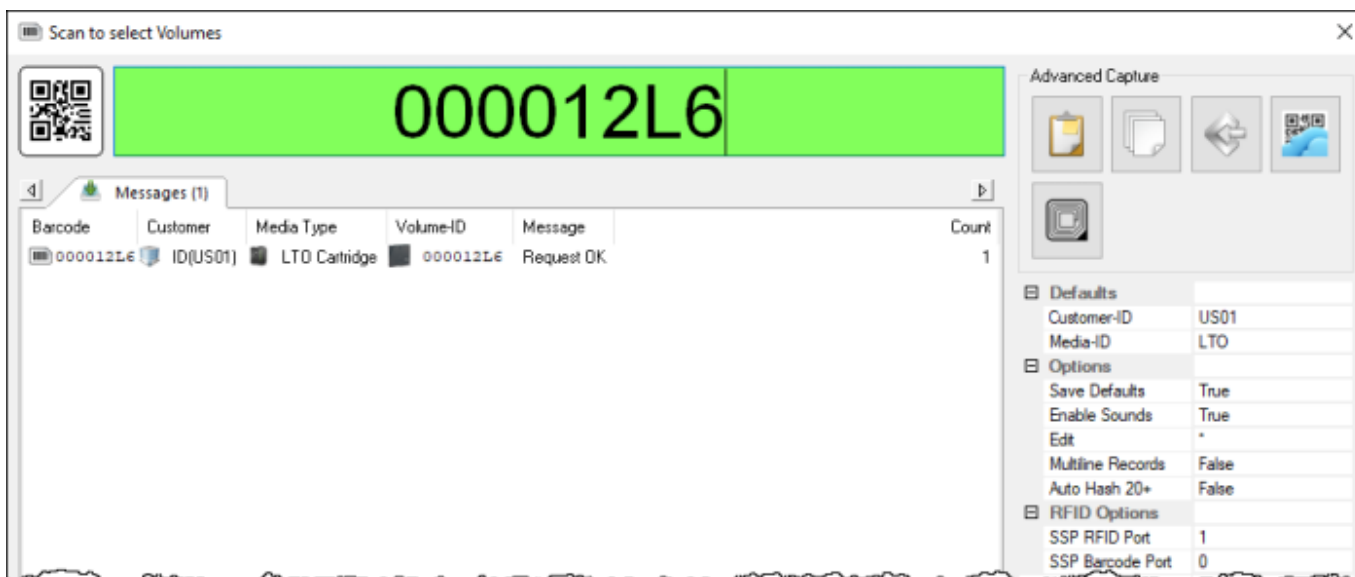 Scan to select Volumes
000012L6
Advanced Capture
Messages (1)
Barcode Customer Media Type Volume-ID Message Count
000012L6 ID(US01) LTO Cartridge 000012L6 Request OK 1
Defaults
Customer-ID US01
Media-ID LTO
Options
Save Defaults True
Enable Sounds True
Edit *
Multiline Records False
Auto Hash 20+ False
RFID Options
SSP RFID Port 1
SSP Barcode Port 0